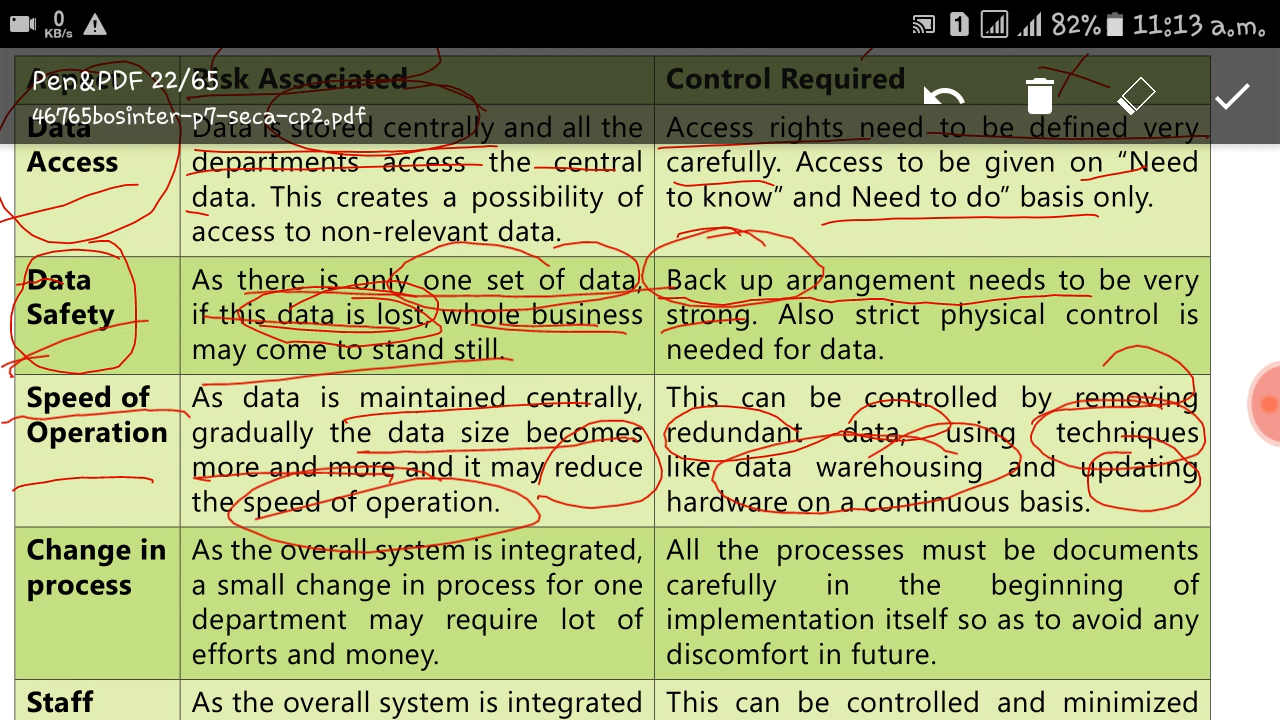 0
KB/s
1
82%
11:13 a.m.
Pen&PDF 22/65
46765bosinter-p7-seca-cp2.pdf
Risk Associated
Control Required
Data
Access
Data is stored centrally and all the
departments access the central
data. This creates a possibility of
access to non-relevant data.
Access rights need to be defined very
carefully. Access to be given on “Need
to know” and Need to do” basis only.
Data
Safety
As there is only one set of data,
if this data is lost, whole business
may come to stand still.
Back up arrangement needs to be very
strong. Also strict physical control is
needed for data.
Speed of
Operation
As data is maintained centrally,
gradually the data size becomes
more and more and it may reduce
the speed of operation.
This can be controlled by removing
redundant data, using techniques
like data warehousing and updating
hardware on a continuous basis.
Change in
process
As the overall system is integrated,
a small change in process for one
department may require lot of
efforts and money.
All the processes must be documents
carefully in the beginning of
implementation itself so as to avoid any
discomfort in future.
Staff
As the overall system is integrated
This can be controlled and minimized